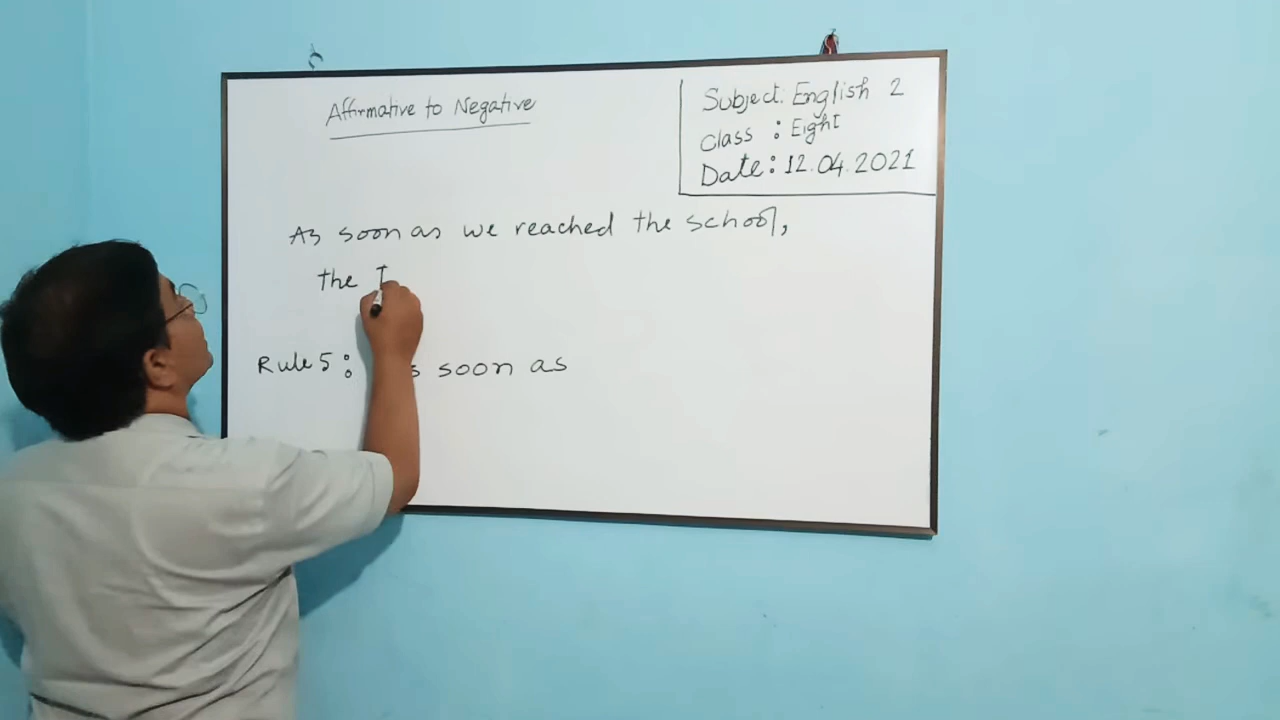 Affirmative to Negative
Subject: English 2
Class : Eight
Date: 12.04.2021
As soon as we reached the school,
the
Rule 5: soon as